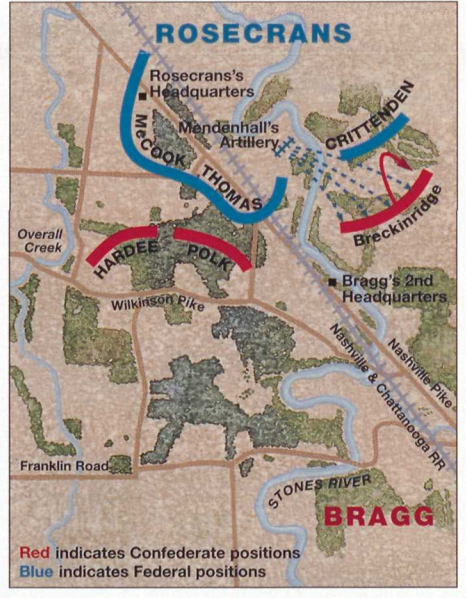 ROSECRANS
Rosecrans's
Headquarters
McCOOK
Mendenhall's
Artillery
CRITTENDEN
THOMAS
Breckinridge
Overall
Creek
HARDEE
POLK
Bragg's 2nd
Headquarters
Wilkinson Pike
Nashville Pike
Nashville & Chattanooga RR
Franklin Road
STONES RIVER
BRAGG
Red indicates Confederate positions
Blue indicates Federal positions